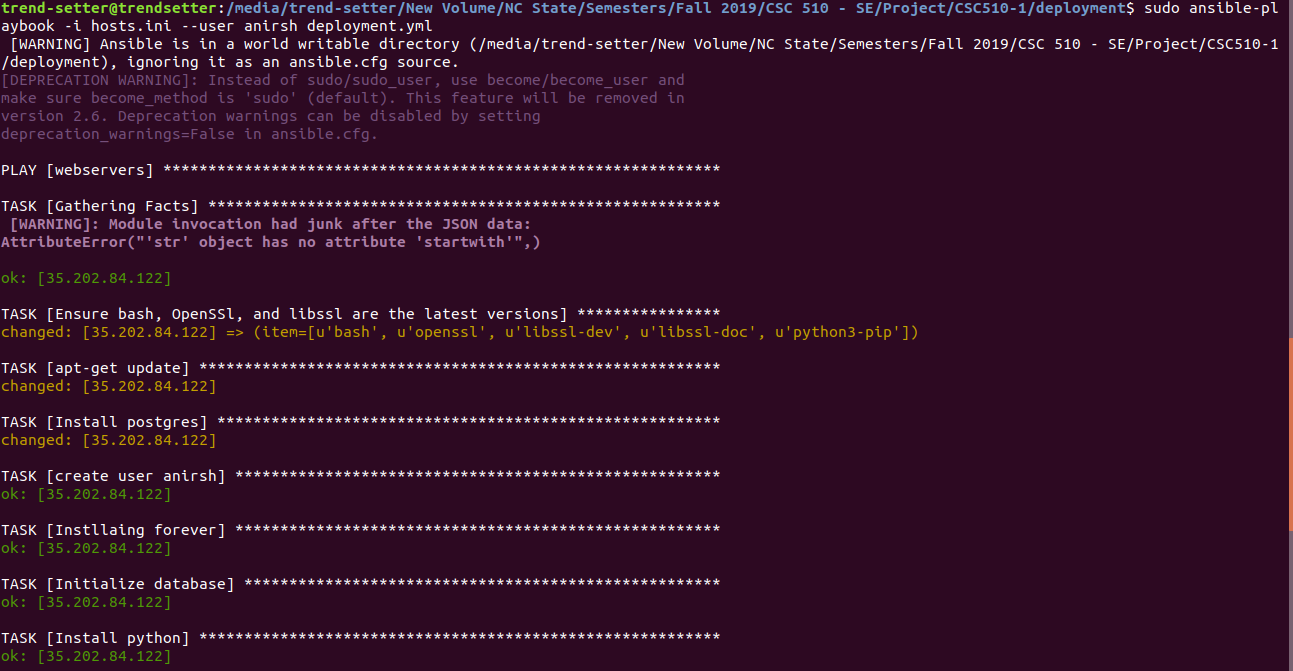 trend-setter@trendsetter:/media/trend-setter/New Volume/NC State/Semesters/Fall 2019/CSC 510 - SE/Project/CSC510-1/deployment$ sudo ansible-pl
aybook -i hosts.ini --user anirsh deployment.yml
 [WARNING] Ansible is in a world writable directory (/media/trend-setter/New Volume/NC State/Semesters/Fall 2019/CSC 510 - SE/Project/CSC510-1
/deployment), ignoring it as an ansible.cfg source.
[DEPRECATION WARNING]: Instead of sudo/sudo_user, use become/become_user and
make sure become_method is 'sudo' (default). This feature will be removed in
version 2.6. Deprecation warnings can be disabled by setting
deprecation_warnings=False in ansible.cfg.
PLAY [webservers] **************************************************************
TASK [Gathering Facts] *********************************************************
 [WARNING]: Module invocation had junk after the JSON data:
AttributeError("'str' object has no attribute 'startwith'",)
ok: [35.202.84.122]
TASK [Ensure bash, OpenSSl, and libssl are the latest versions] ****************
changed: [35.202.84.122] => (item=[u'bash', u'openssl', u'libssl-dev', u'libssl-doc', u'python3-pip'])
TASK [apt-get update] **********************************************************
changed: [35.202.84.122]
TASK [Install postgres] ********************************************************
changed: [35.202.84.122]
TASK [create user anirsh] ******************************************************
ok: [35.202.84.122]
TASK [Instllaing forever] ******************************************************
ok: [35.202.84.122]
TASK [Initialize database] *****************************************************
ok: [35.202.84.122]
TASK [Install python] **********************************************************
ok: [35.202.84.122]